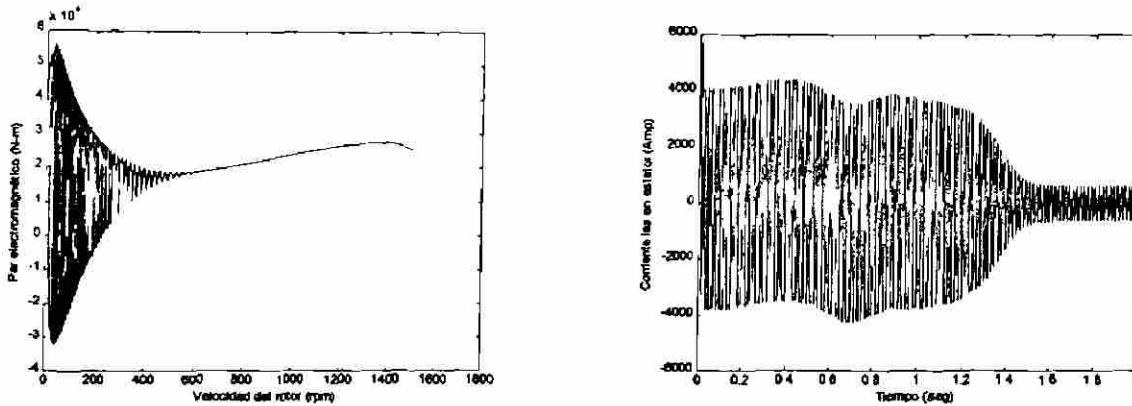 x 10⁴
6
5
4
3
2
1
0
-1
-2
-3
-4
Par electromagnético (N-m)
0 200 400 600 800 1000 1200 1400 1600 1800
Velocidad del rotor (rpm)
6000
4000
2000
0
-2000
-4000
-6000
Corriente Ias en estator (Amp)
0 0.2 0.4 0.6 0.8 1 1.2 1.4 1.6 1.8
Tiempo (seg)